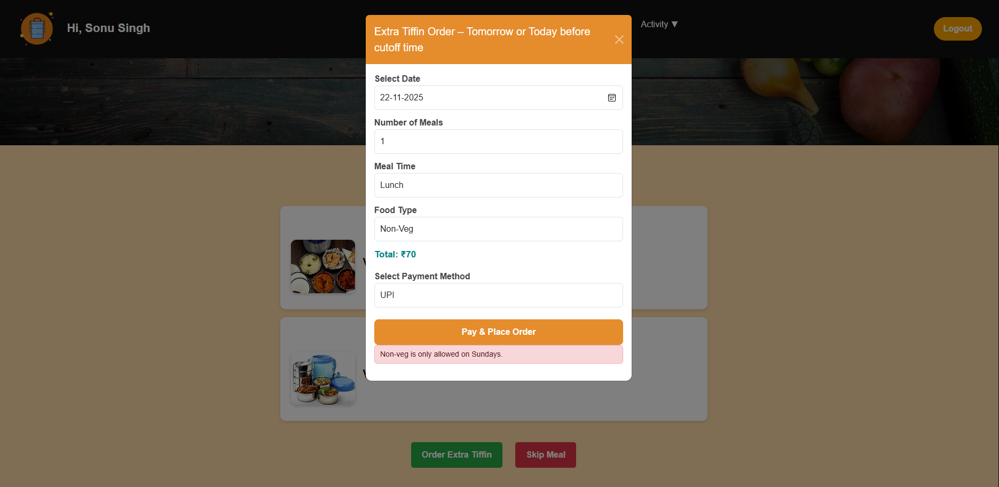 Hi, Sonu Singh
Activity ▼
Logout
Extra Tiffin Order – Tomorrow or Today before
cutoff time
Select Date
22-11-2025
Number of Meals
1
Meal Time
Lunch
Food Type
Non-Veg
Total: ₹70
Select Payment Method
UPI
Pay & Place Order
Non-veg is only allowed on Sundays.
Order Extra Tiffin
Skip Meal